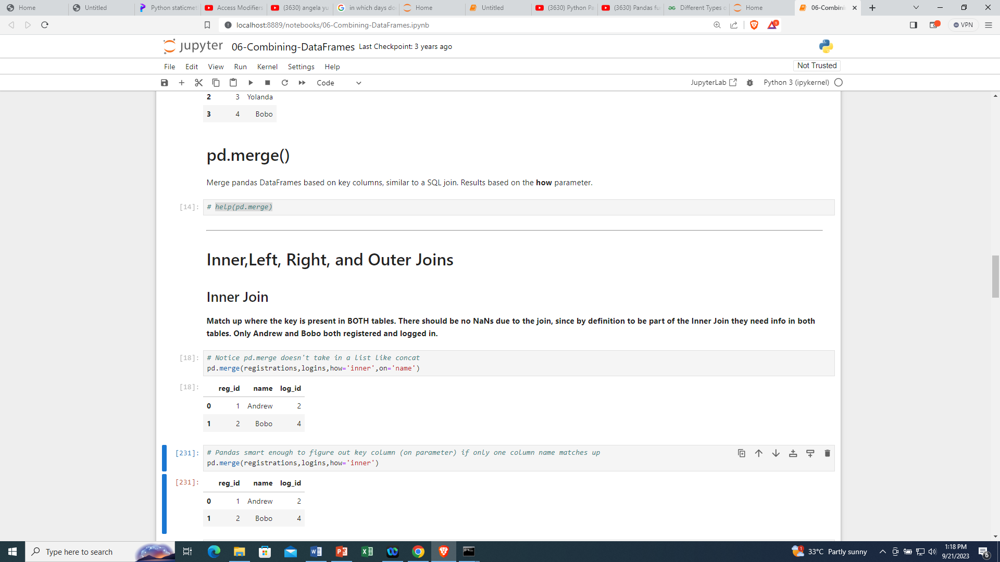 Home
Untitled
Python staticmet
Access Modifiers
(3630) angela yu
in which days do
Home
Untitled
(3630) Python Pa
(3630) Pandas fu
Different Types o
Home
06-Combini
localhost:8889/notebooks/06-Combining-DataFrames.ipynb
1
VPN
jupyter 06-Combining-DataFrames Last Checkpoint: 3 years ago
File Edit View Run Kernel Settings Help
Not Trusted
Code
JupyterLab
Python 3 (ipykernel)
2 3 Yolanda
3 4 Bobo
pd.merge()
Merge pandas DataFrames based on key columns, similar to a SQL join. Results based on the how parameter.
[14]: # help(pd.merge)
Inner,Left, Right, and Outer Joins
Inner Join
Match up where the key is present in BOTH tables. There should be no NaNs due to the join, since by definition to be part of the Inner Join they need info in both
tables. Only Andrew and Bobo both registered and logged in.
[18]: # Notice pd.merge doesn't take in a list like concat
pd.merge(registrations,logins,how='inner',on='name')
[18]: reg_id name log_id
0 1 Andrew 2
1 2 Bobo 4
[231]: # Pandas smart enough to figure out key column (on parameter) if only one column name matches up
pd.merge(registrations,logins,how='inner')
[231]: reg_id name log_id
0 1 Andrew 2
1 2 Bobo 4
Type here to search
1
33°C Partly sunny
1:18 PM
9/21/2023
6